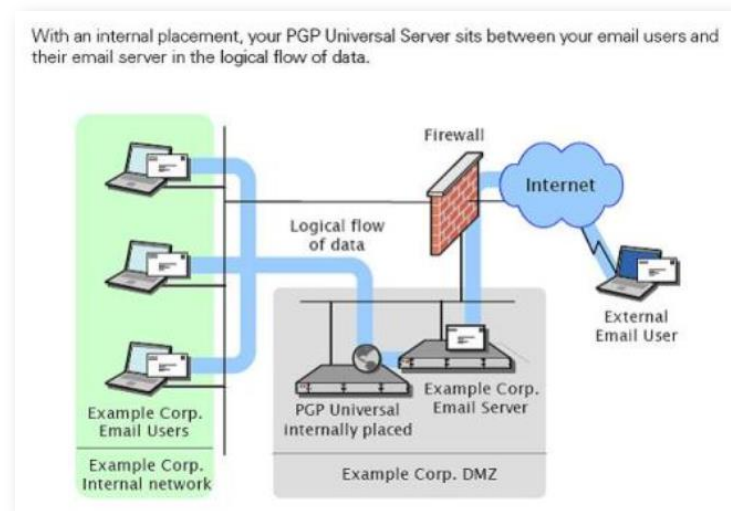 With an internal placement, your PGP Universal Server sits between your email users and
their email server in the logical flow of data.
Firewall
Internet
Logical flow
of data
External
Email User
Example Corp.
Email Users
PGP Universal
internally placed
Example Corp.
Email Server
Example Corp.
Internal network
Example Corp. DMZ